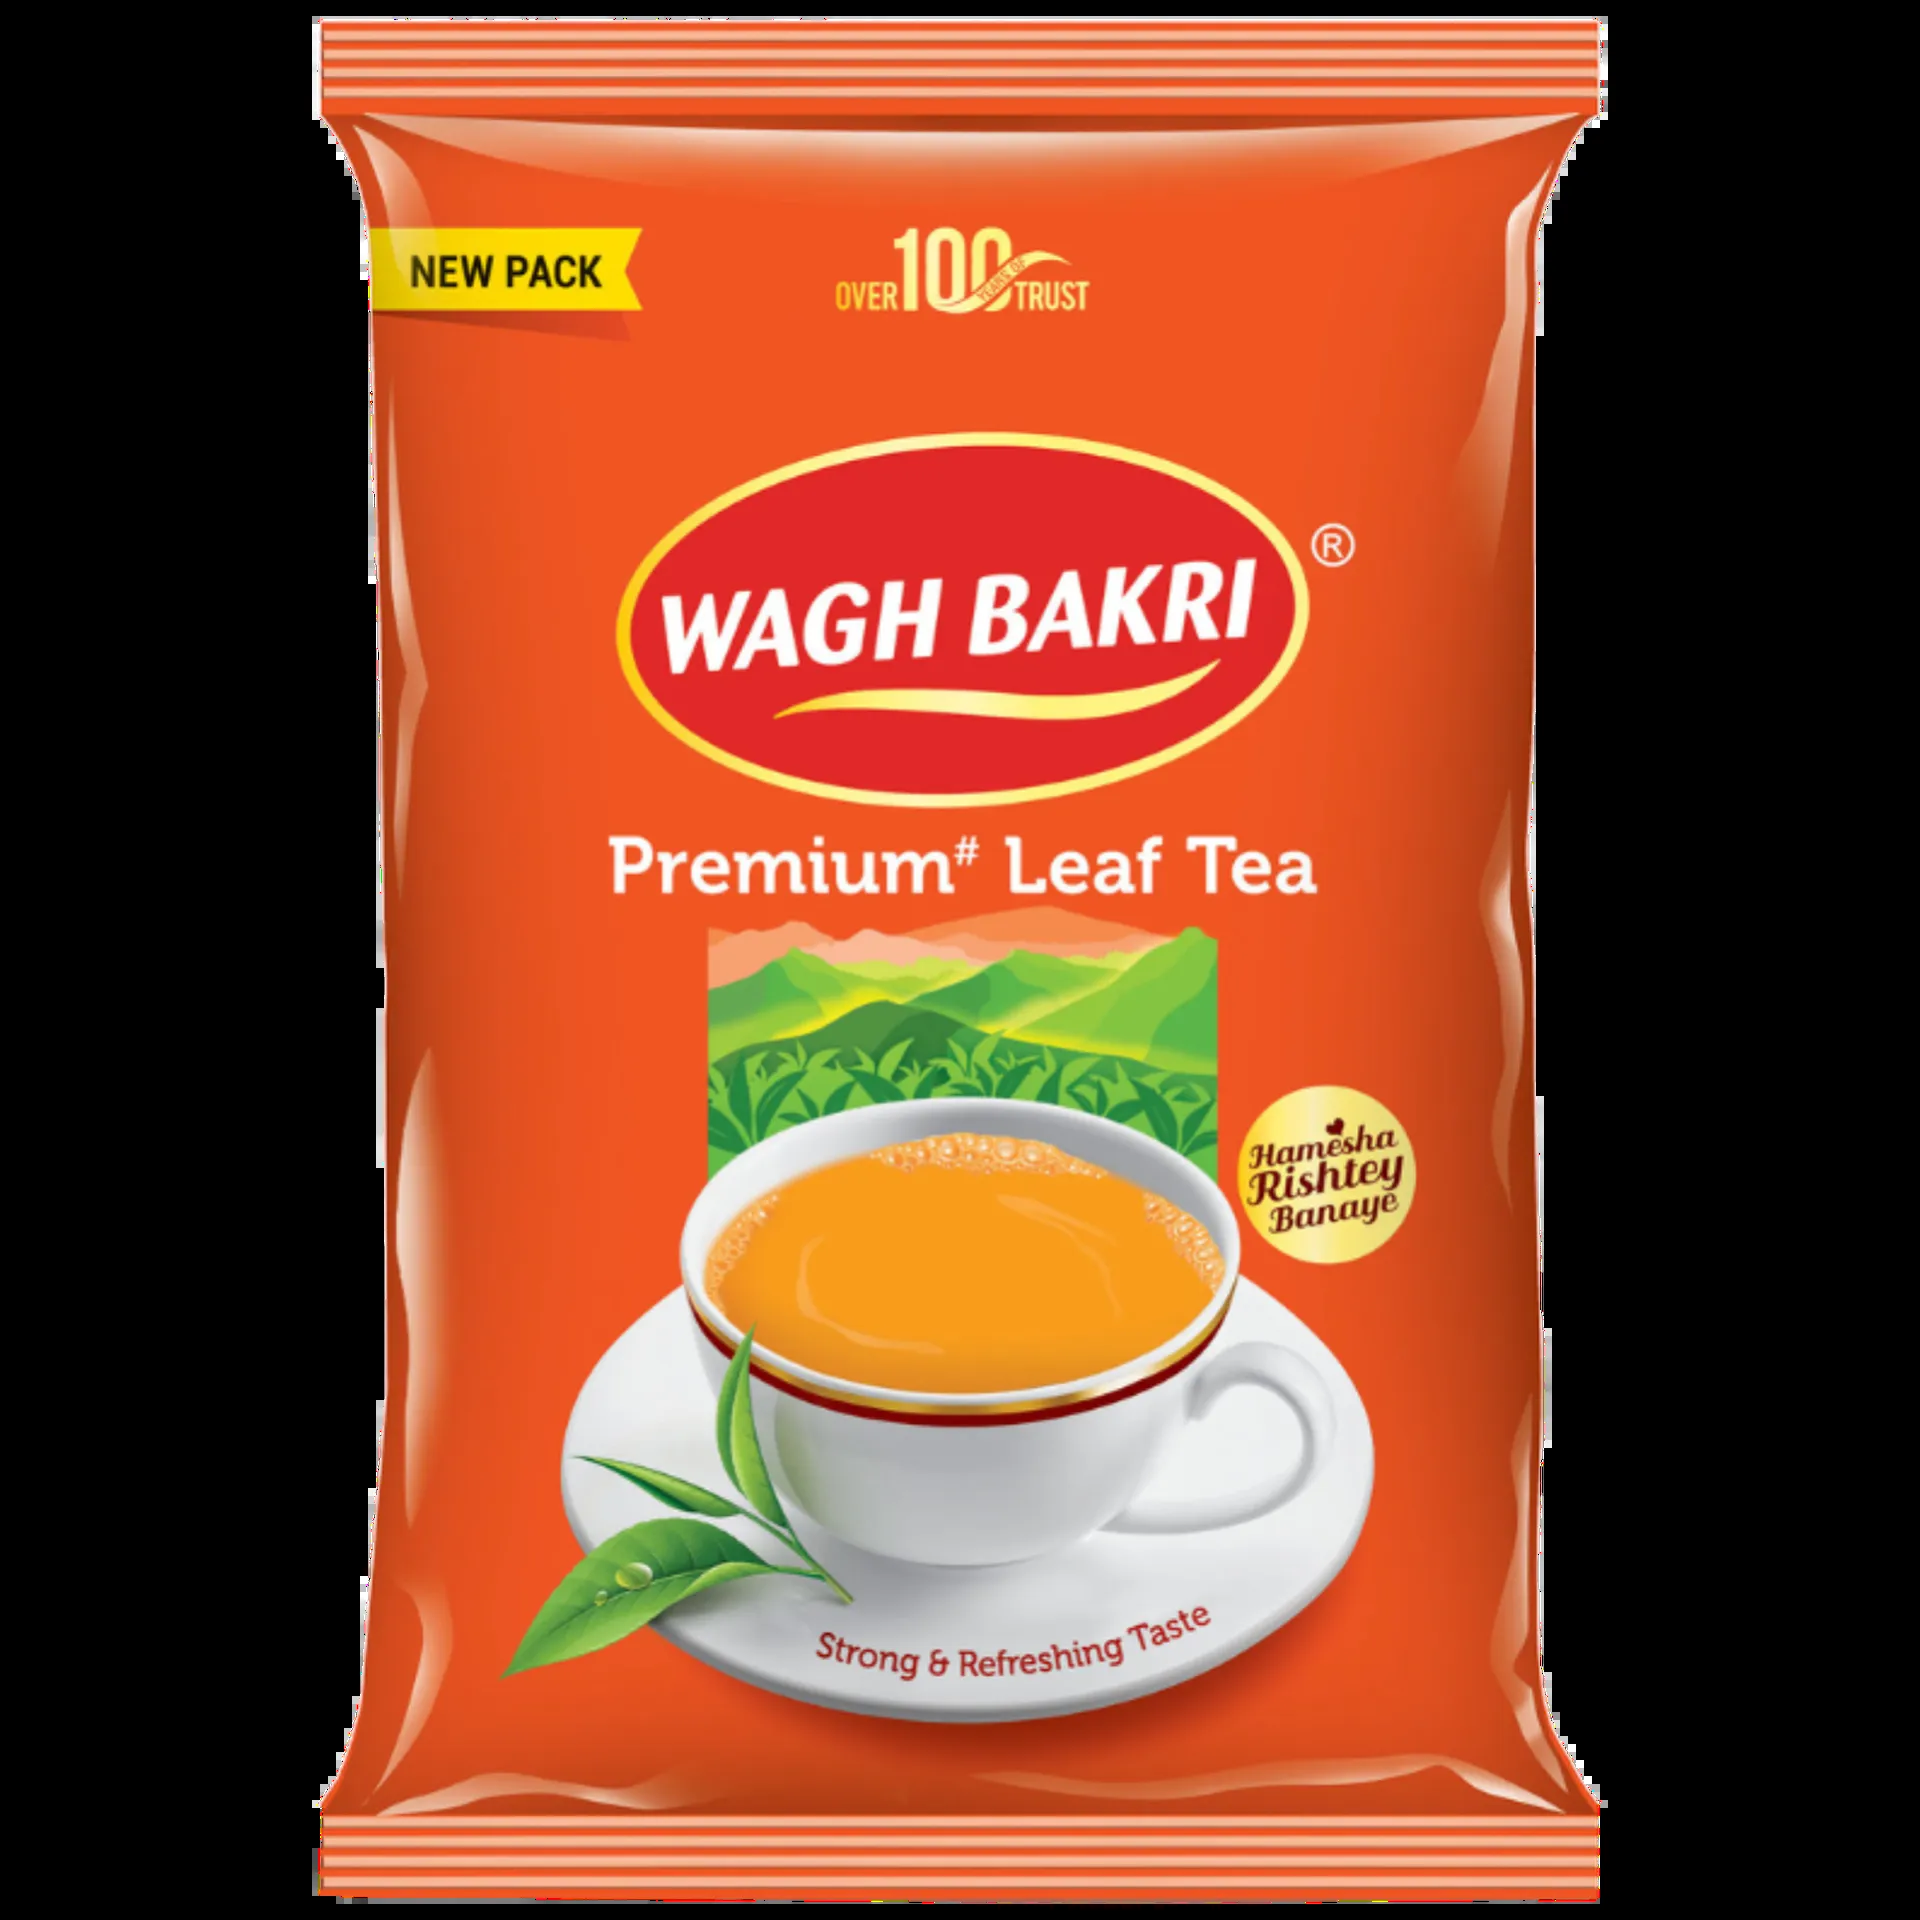 NEW PACK
OVER 100 YEARS OF TRUST
WAGH BAKRI ®
Premium# Leaf Tea
Hamesha
Rishtey
Banaye
Strong & Refreshing Taste